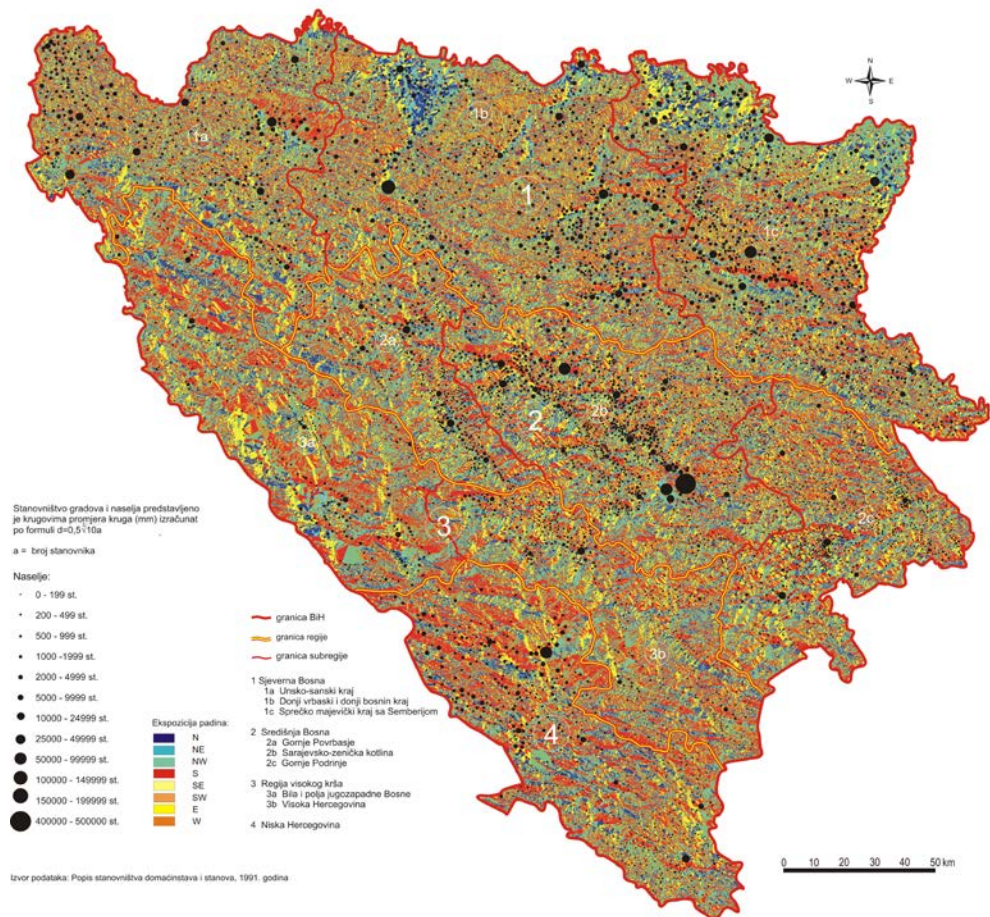 N
W E
S
1a
1b
1
1c
2a
2
2b
2c
3a
3
3b
4
Stanovništvo gradova i naselja predstavljeno
je krugovima promjera kruga (mm) izračunat
po formuli d=0,5√10a
a = broj stanovnika
Naselje:
0 - 199 st.
200 - 499 st.
500 - 999 st.
1000 -1999 st.
2000 - 4999 st.
5000 - 9999 st.
10000 - 24999 st.
25000 - 49999 st.
50000 - 99999 st.
100000 - 149999 st.
150000 - 199999 st.
400000 - 500000 st.
Ekspozicija padina:
N
NE
NW
S
SE
SW
E
W
granica BiH
granica regije
granica subregije
1 Sjeverna Bosna
1a Unsko-sanski kraj
1b Donji vrbaski i donji bosnin kraj
1c Sprečko majevički kraj sa Semberijom
2 Središnja Bosna
2a Gornje Povrbasje
2b Sarajevsko-zenička kotlina
2c Gornje Podrinje
3 Regija visokog krša
3a Bila i polja jugozapadne Bosne
3b Visoka Hercegovina
4 Niska Hercegovina
0 10 20 30 40 50 km
Izvor podataka: Popis stanovništva domaćinstava i stanova, 1991. godina